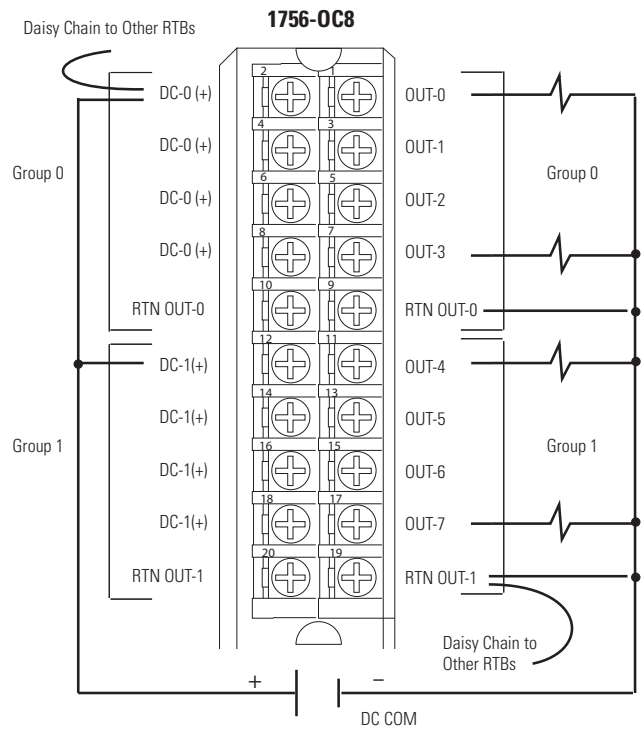 1756-OC8
Daisy Chain to Other RTBs
2 1
DC-0 (+) OUT-0
4 3
DC-0 (+) OUT-1
Group 0 Group 0
6 5
DC-0 (+) OUT-2
8 7
DC-0 (+) OUT-3
10 9
RTN OUT-0 RTN OUT-0
12 11
DC-1(+) OUT-4
14 13
DC-1(+) OUT-5
Group 1 Group 1
16 15
DC-1(+) OUT-6
18 17
DC-1(+) OUT-7
20 19
RTN OUT-1 RTN OUT-1
Daisy Chain to
Other RTBs
+ –
DC COM